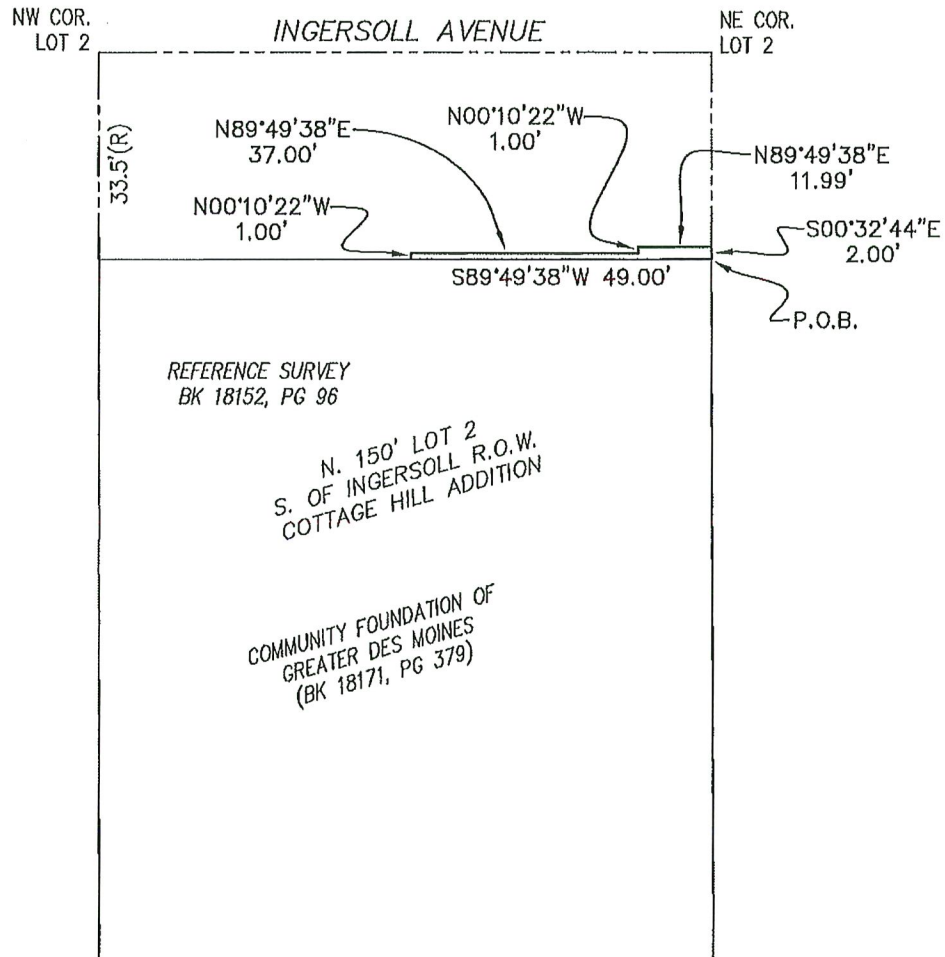 NW COR.
LOT 2
INGERSOLL AVENUE
NE COR.
LOT 2
33.5'(R)
N89°49'38"E
37.00'
N00°10'22"W
1.00'
N89°49'38"E
11.99'
N00°10'22"W
1.00'
S00°32'44"E
2.00'
S89°49'38"W 49.00'
P.O.B.
REFERENCE SURVEY
BK 18152, PG 96
N. 150' LOT 2
S. OF INGERSOLL R.O.W.
COTTAGE HILL ADDITION
COMMUNITY FOUNDATION OF
GREATER DES MOINES
(BK 18171, PG 379)